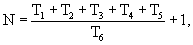 N = (T₁ + T₂ + T₃ + T₄ + T₅) / T₆ + 1,